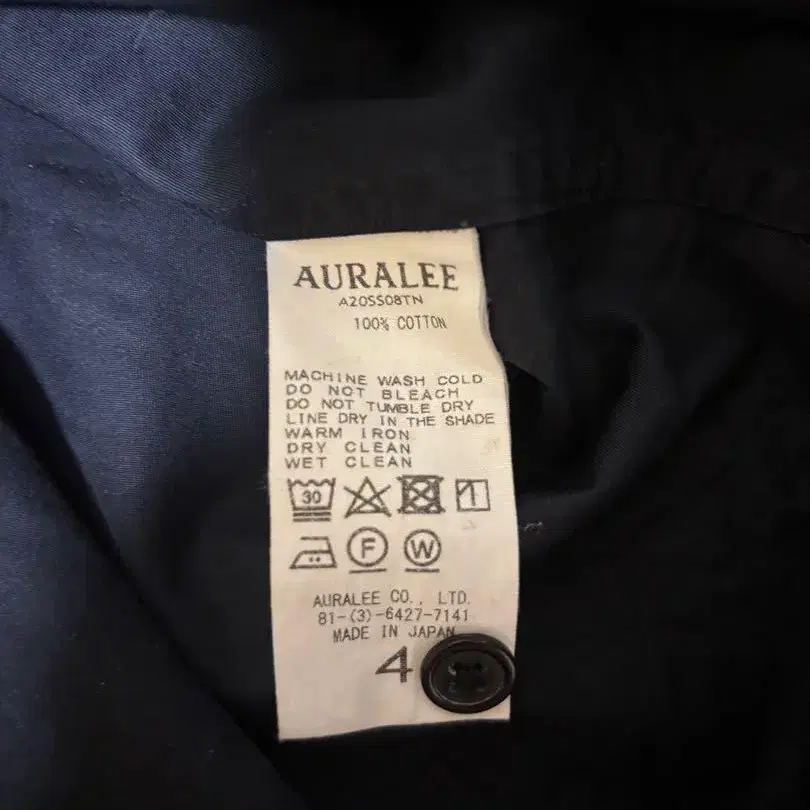 AURALEE
A20SS08TN
100% COTTON
MACHINE WASH COLD
DO NOT BLEACH
DO NOT TUMBLE DRY
LINE DRY IN THE SHADE
WARM IRON
DRY CLEAN
WET CLEAN
30
F W
AURALEE CO., LTD.
81-(3)-6427-7141
MADE IN JAPAN
4